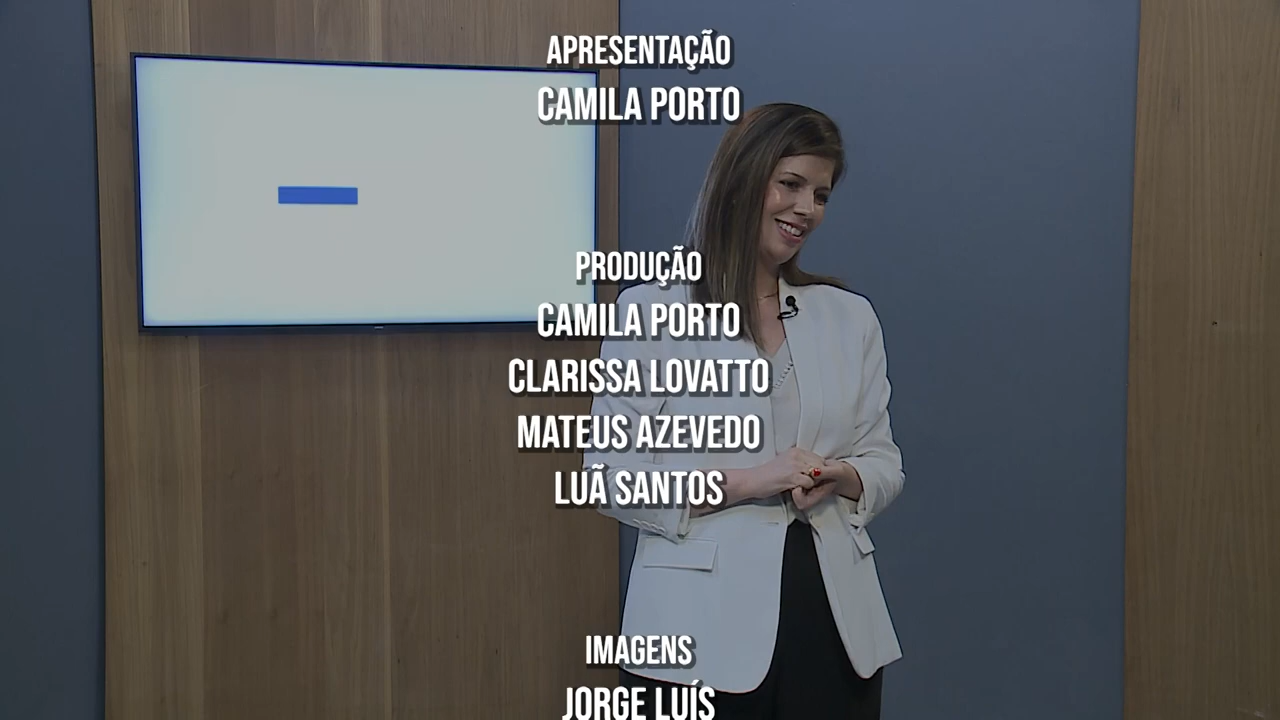 APRESENTAÇÃO
CAMILA PORTO
PRODUÇÃO
CAMILA PORTO
CLARISSA LOVATTO
MATEUS AZEVEDO
LUÃ SANTOS
IMAGENS
JORGE LUÍS